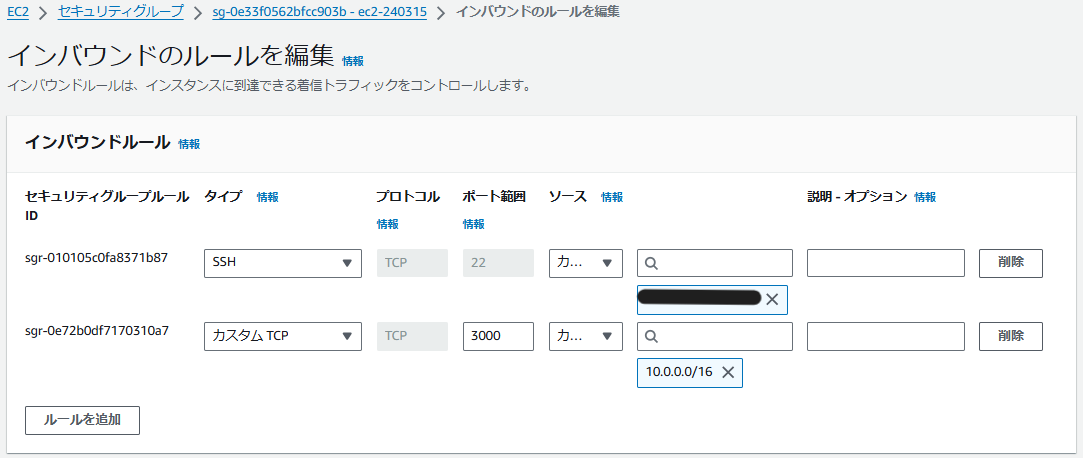 EC2 > セキュリティグループ > sg-0e33f0562bfcc903b - ec2-240315 > インバウンドのルールを編集
インバウンドのルールを編集 情報
インバウンドルールは、インスタンスに到達できる着信トラフィックをコントロールします。
インバウンドルール 情報
セキュリティグループルール ID タイプ 情報 プロトコル 情報 ポート範囲 情報 ソース 情報 説明 - オプション 情報
sgr-010105c0fa8371b87 SSH TCP 22 カ... 削除
sgr-0e72b0df7170310a7 カスタム TCP TCP 3000 カ... 削除
10.0.0.0/16
ルールを追加